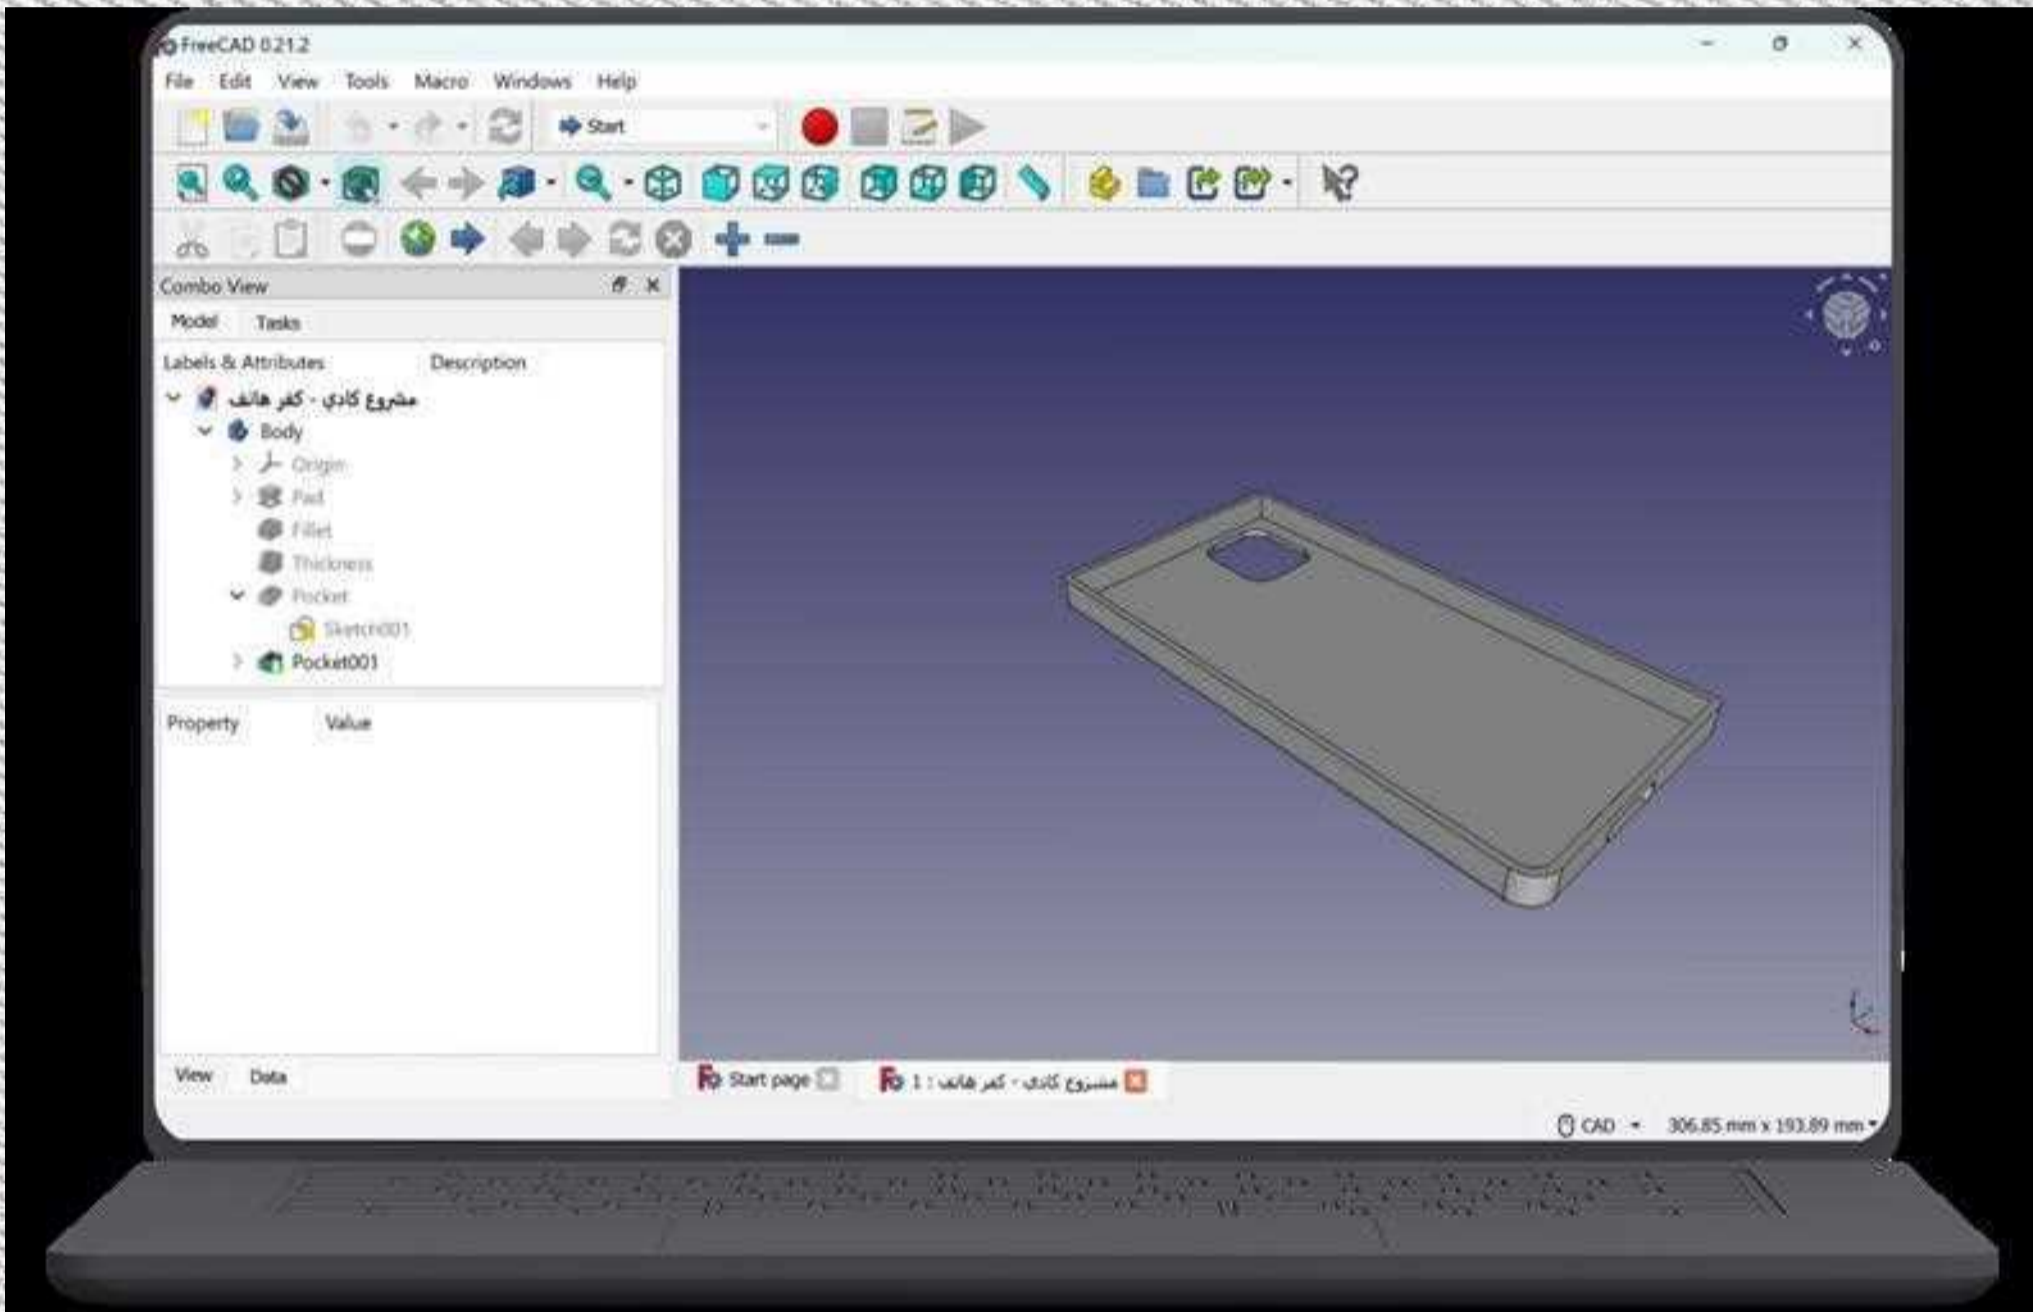 FreeCAD 0.21.2
File Edit View Tools Macro Windows Help
Start
Combo View
Model Tasks
Labels & Attributes Description
مشروع كادي - كفر هاتف
Body
Origin
Pad
Fillet
Thickness
Pocket
Sketch001
Pocket001
Property Value
View Data
Start page
مشروع كادي - كفر هاتف : 1
CAD 306.85 mm x 193.89 mm